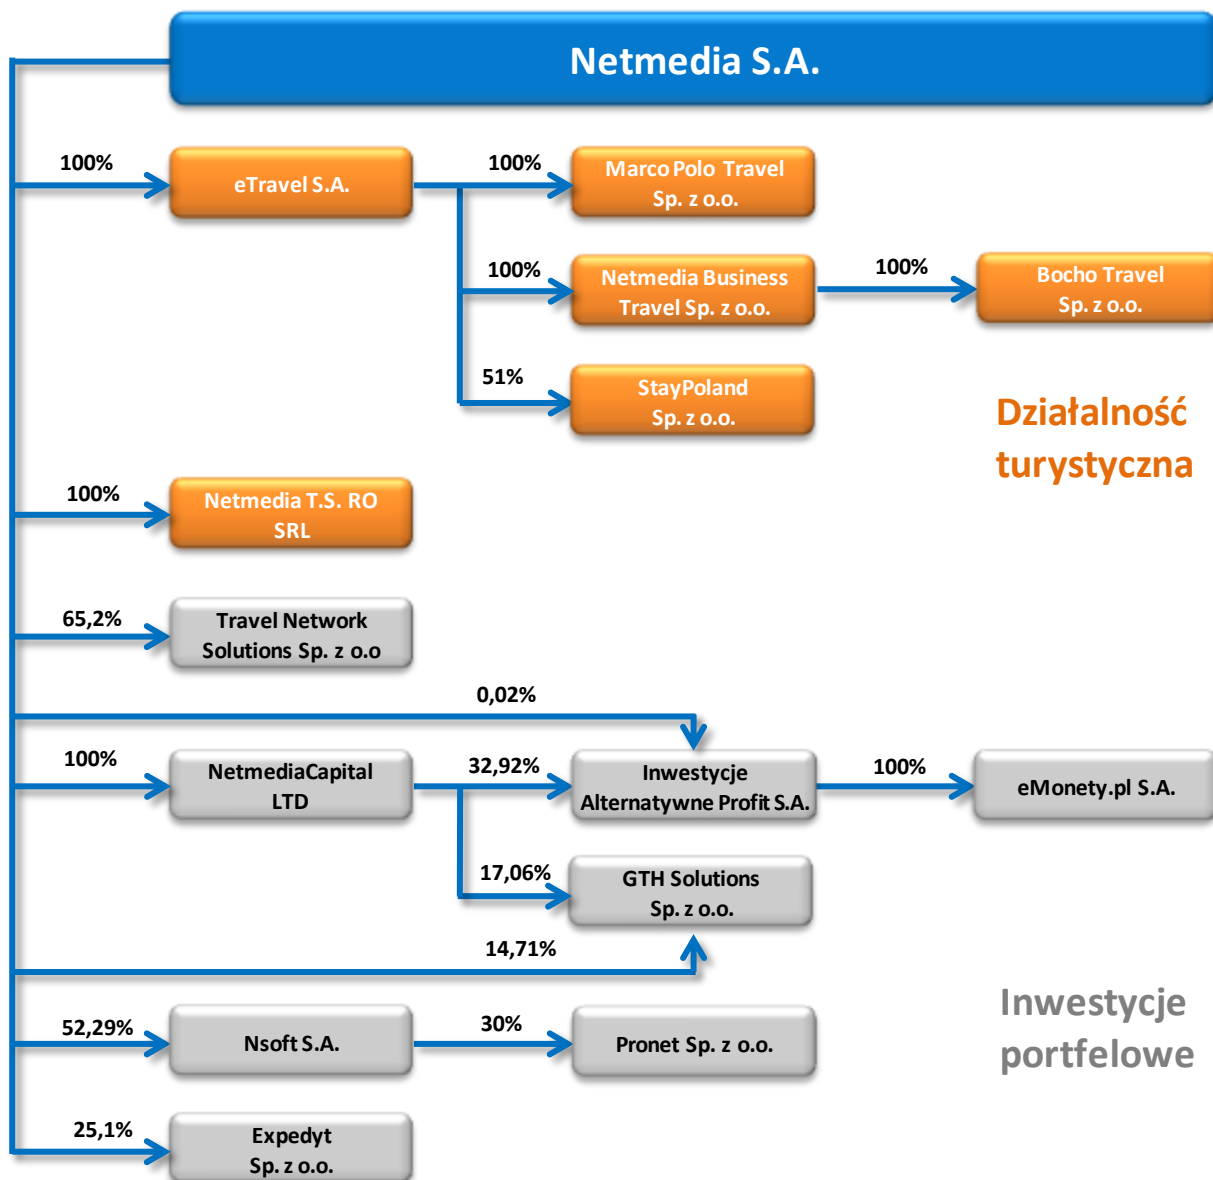 Netmedia S.A.
100%
eTravel S.A.
100%
Marco Polo Travel
Sp. z o.o.
100%
Netmedia Business
Travel Sp. z o.o.
100%
Bocho Travel
Sp. z o.o.
51%
StayPoland
Sp. z o.o.
Działalność
turystyczna
100%
Netmedia T.S. RO
SRL
65,2%
Travel Network
Solutions Sp. z o.o
0,02%
100%
NetmediaCapital
LTD
32,92%
Inwestycje
Alternatywne Profit S.A.
100%
eMonety.pl S.A.
17,06%
GTH Solutions
Sp. z o.o.
14,71%
52,29%
Nsoft S.A.
30%
Pronet Sp. z o.o.
Inwestycje
portfelowe
25,1%
Expedyt
Sp. z o.o.